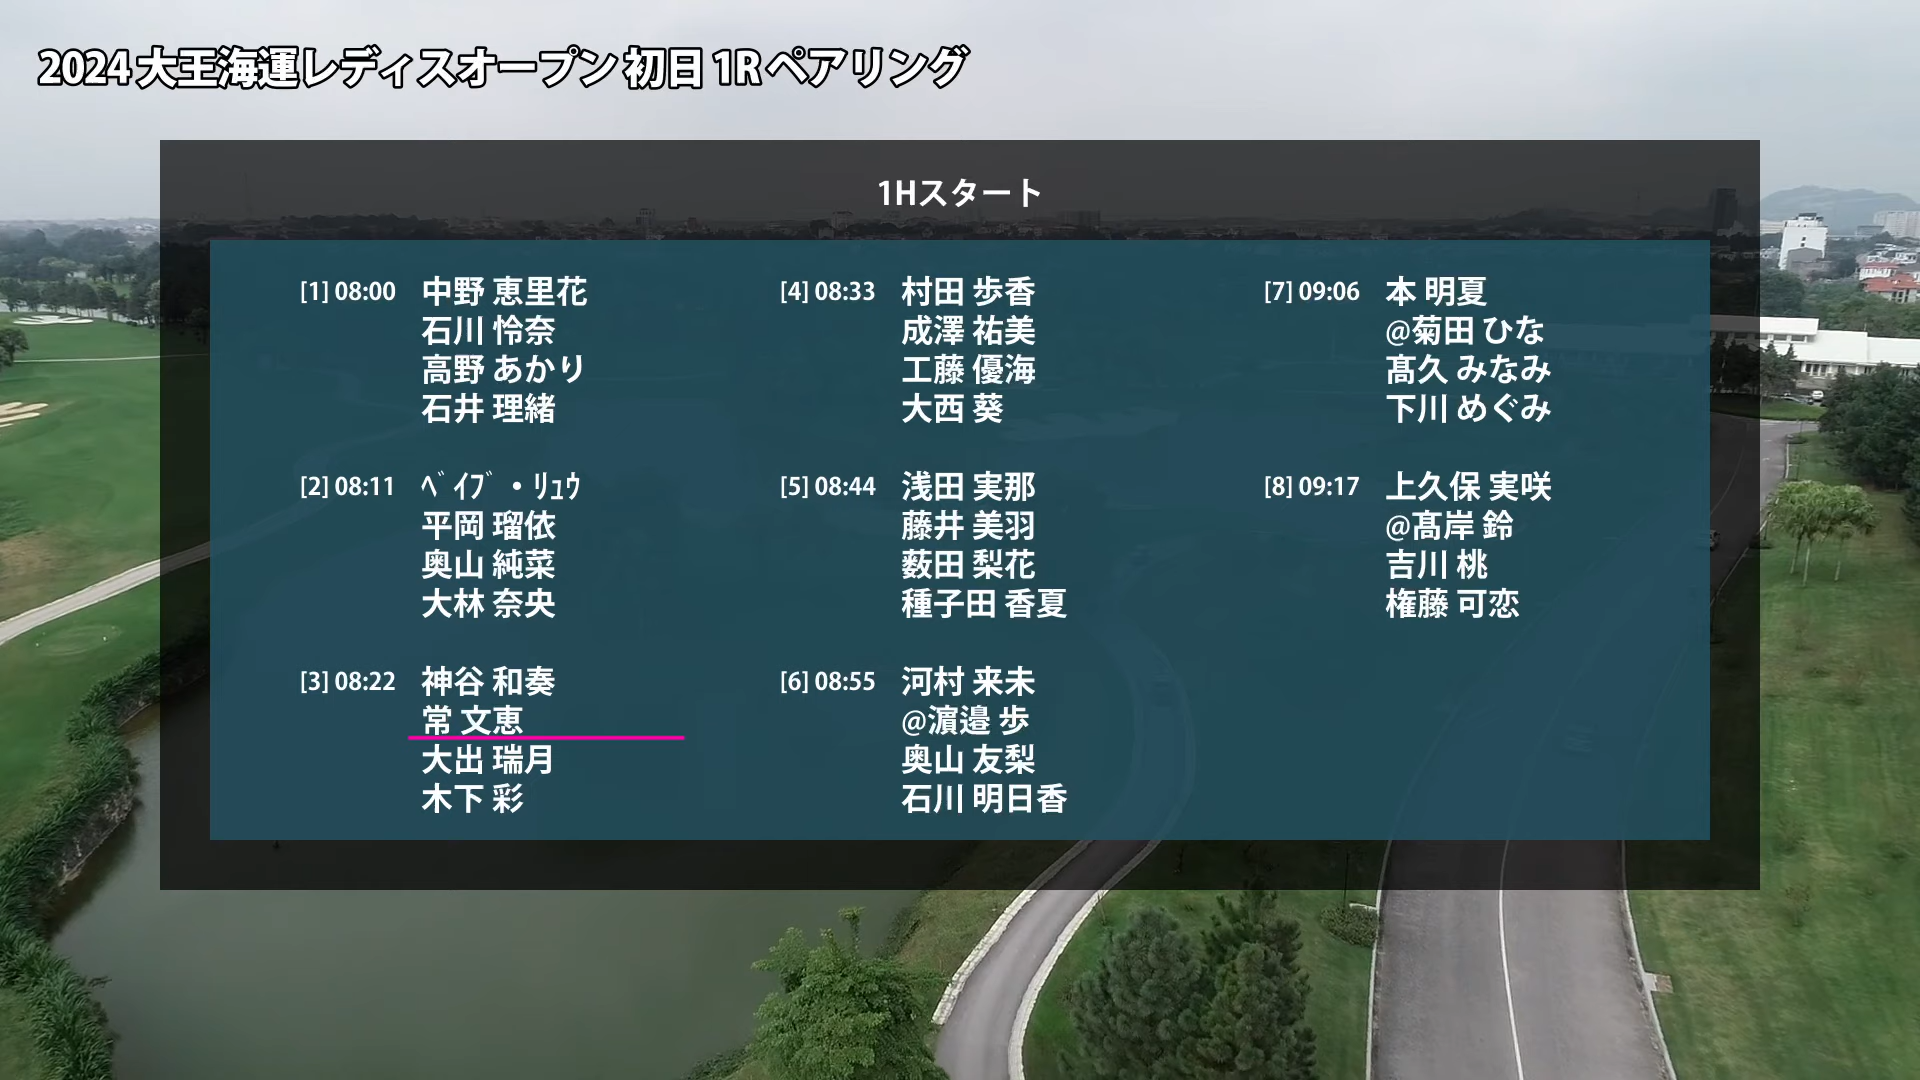 2024 大王海運レディスオープン 初日 1R ペアリング
1Hスタート
[1] 08:00 中野 恵里花
石川 怜奈
高野 あかり
石井 理緒
[2] 08:11 ﾍﾞｲﾌﾞ・ﾘｭｳ
平岡 瑠依
奥山 純菜
大林 奈央
[3] 08:22 神谷 和奏
常 文恵
大出 瑞月
木下 彩
[4] 08:33 村田 歩香
成澤 祐美
工藤 優海
大西 葵
[5] 08:44 浅田 実那
藤井 美羽
薮田 梨花
種子田 香夏
[6] 08:55 河村 来未
@濵邉 歩
奥山 友梨
石川 明日香
[7] 09:06 本 明夏
@菊田 ひな
髙久 みなみ
下川 めぐみ
[8] 09:17 上久保 実咲
@髙岸 鈴
吉川 桃
権藤 可恋